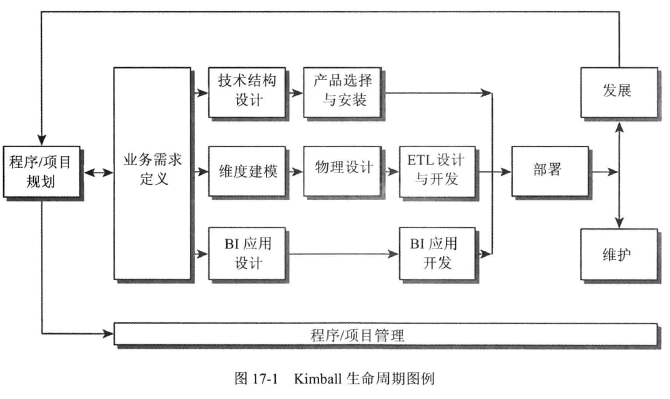 技术结构
设计
产品选择
与安装
发展
程序/项目
规划
业务需求
定义
维度建模
物理设计
ETL 设计
与开发
部署
BI 应用
设计
BI 应用
开发
维护
程序/项目管理
图 17-1 Kimball 生命周期图例